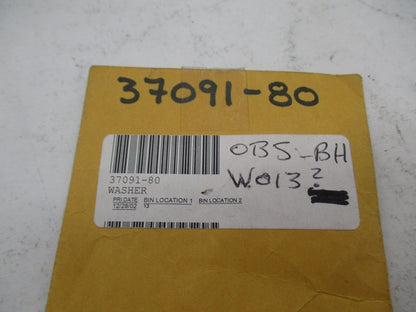 37091-80
OBS-BH
W013?
37091-80
WASHER
PRI.DATE BIN LOCATION 1 BIN LOCATION 2
12/28/02 13